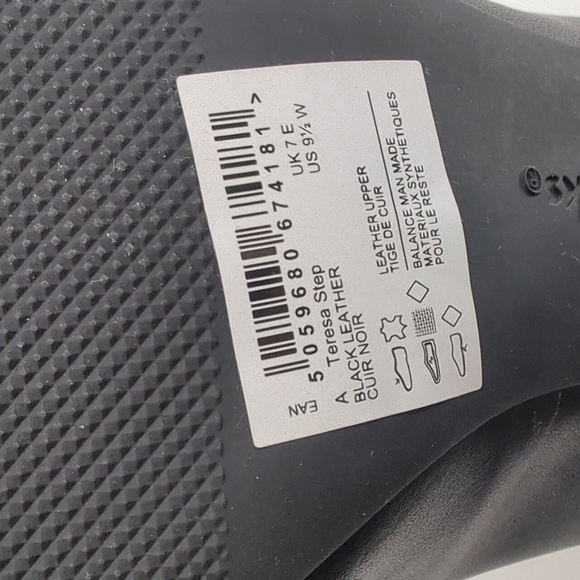 EAN
5 059680 674181 >
Teresa Step
A
BLACK LEATHER
CUIR NOIR
UK 7 E
US 9½ W
LEATHER UPPER
TIGE DE CUIR
BALANCE MAN MADE
MATERIAUX SYNTHETIQUES
POUR LE RESTE